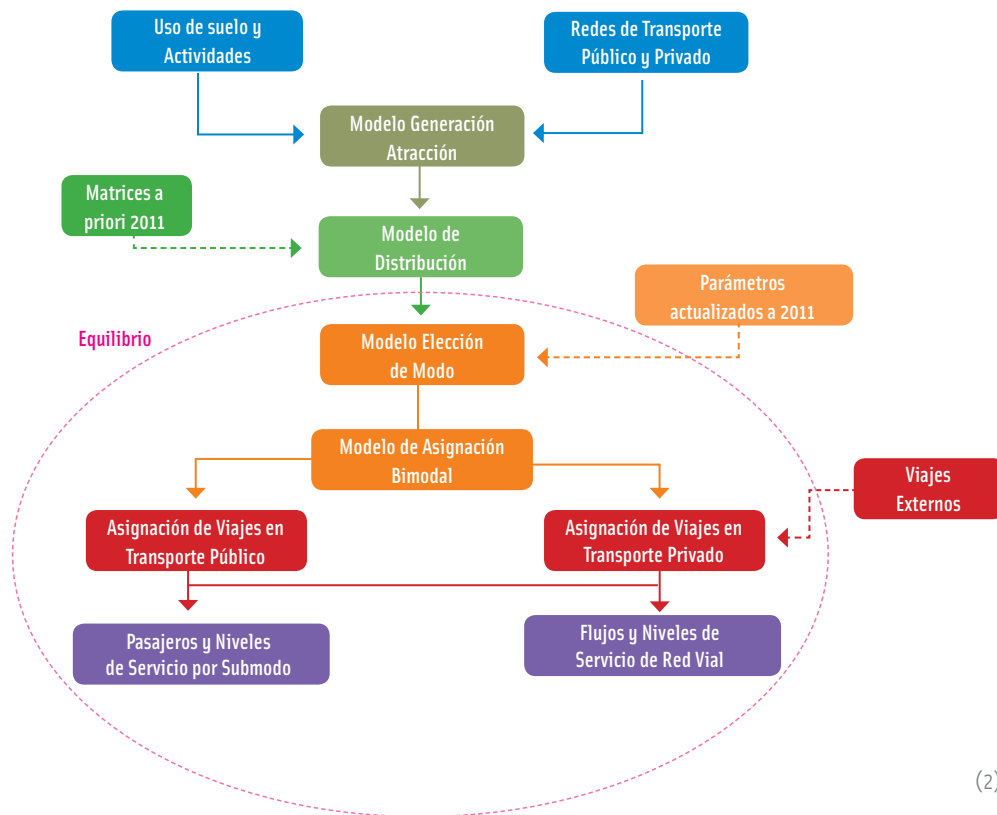 Uso de suelo y
Actividades
Redes de Transporte
Público y Privado
Modelo Generación
Atracción
Matrices a
priori 2011
Modelo de
Distribución
Parámetros
actualizados a 2011
Equilibrio
Modelo Elección
de Modo
Modelo de Asignación
Bimodal
Viajes
Externos
Asignación de Viajes en
Transporte Público
Asignación de Viajes en
Transporte Privado
Pasajeros y Niveles
de Servicio por Submodo
Flujos y Niveles de
Servicio de Red Vial
(2)